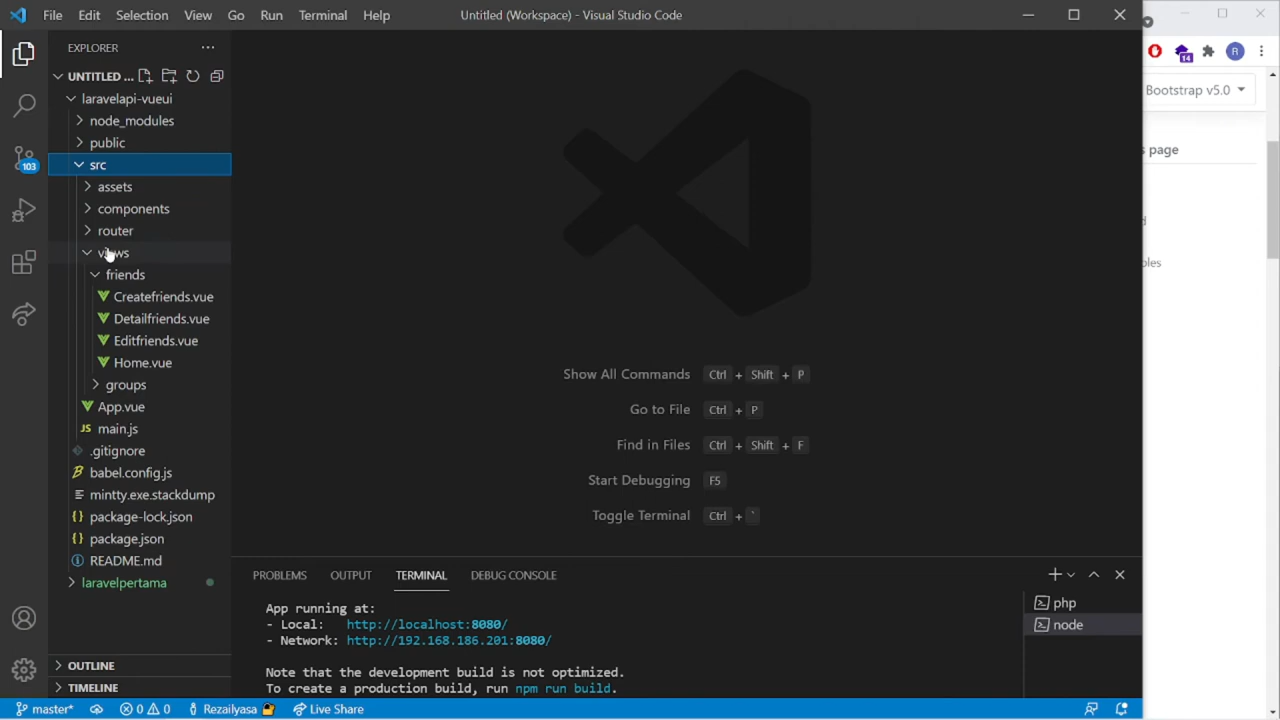 File Edit Selection View Go Run Terminal Help
Untitled (Workspace) - Visual Studio Code
EXPLORER
UNTITLED ...
laravelapi-vueui
node_modules
public
src
assets
components
router
views
friends
Createfriends.vue
Detailfriends.vue
Editfriends.vue
Home.vue
groups
App.vue
main.js
.gitignore
babel.config.js
mintty.exe.stackdump
package-lock.json
package.json
README.md
laravelpertama
OUTLINE
TIMELINE
103
JS
Show All Commands Ctrl + Shift + P
Go to File Ctrl + P
Find in Files Ctrl + Shift + F
Start Debugging F5
Toggle Terminal Ctrl + `
PROBLEMS OUTPUT TERMINAL DEBUG CONSOLE
App running at:
- Local: http://localhost:8080/
- Network: http://192.168.186.201:8080/
Note that the development build is not optimized.
To create a production build, run npm run build.
php
node
master* 0 0 Rezailyasa Live Share
14
R
Bootstrap v5.0
s page
d
bles